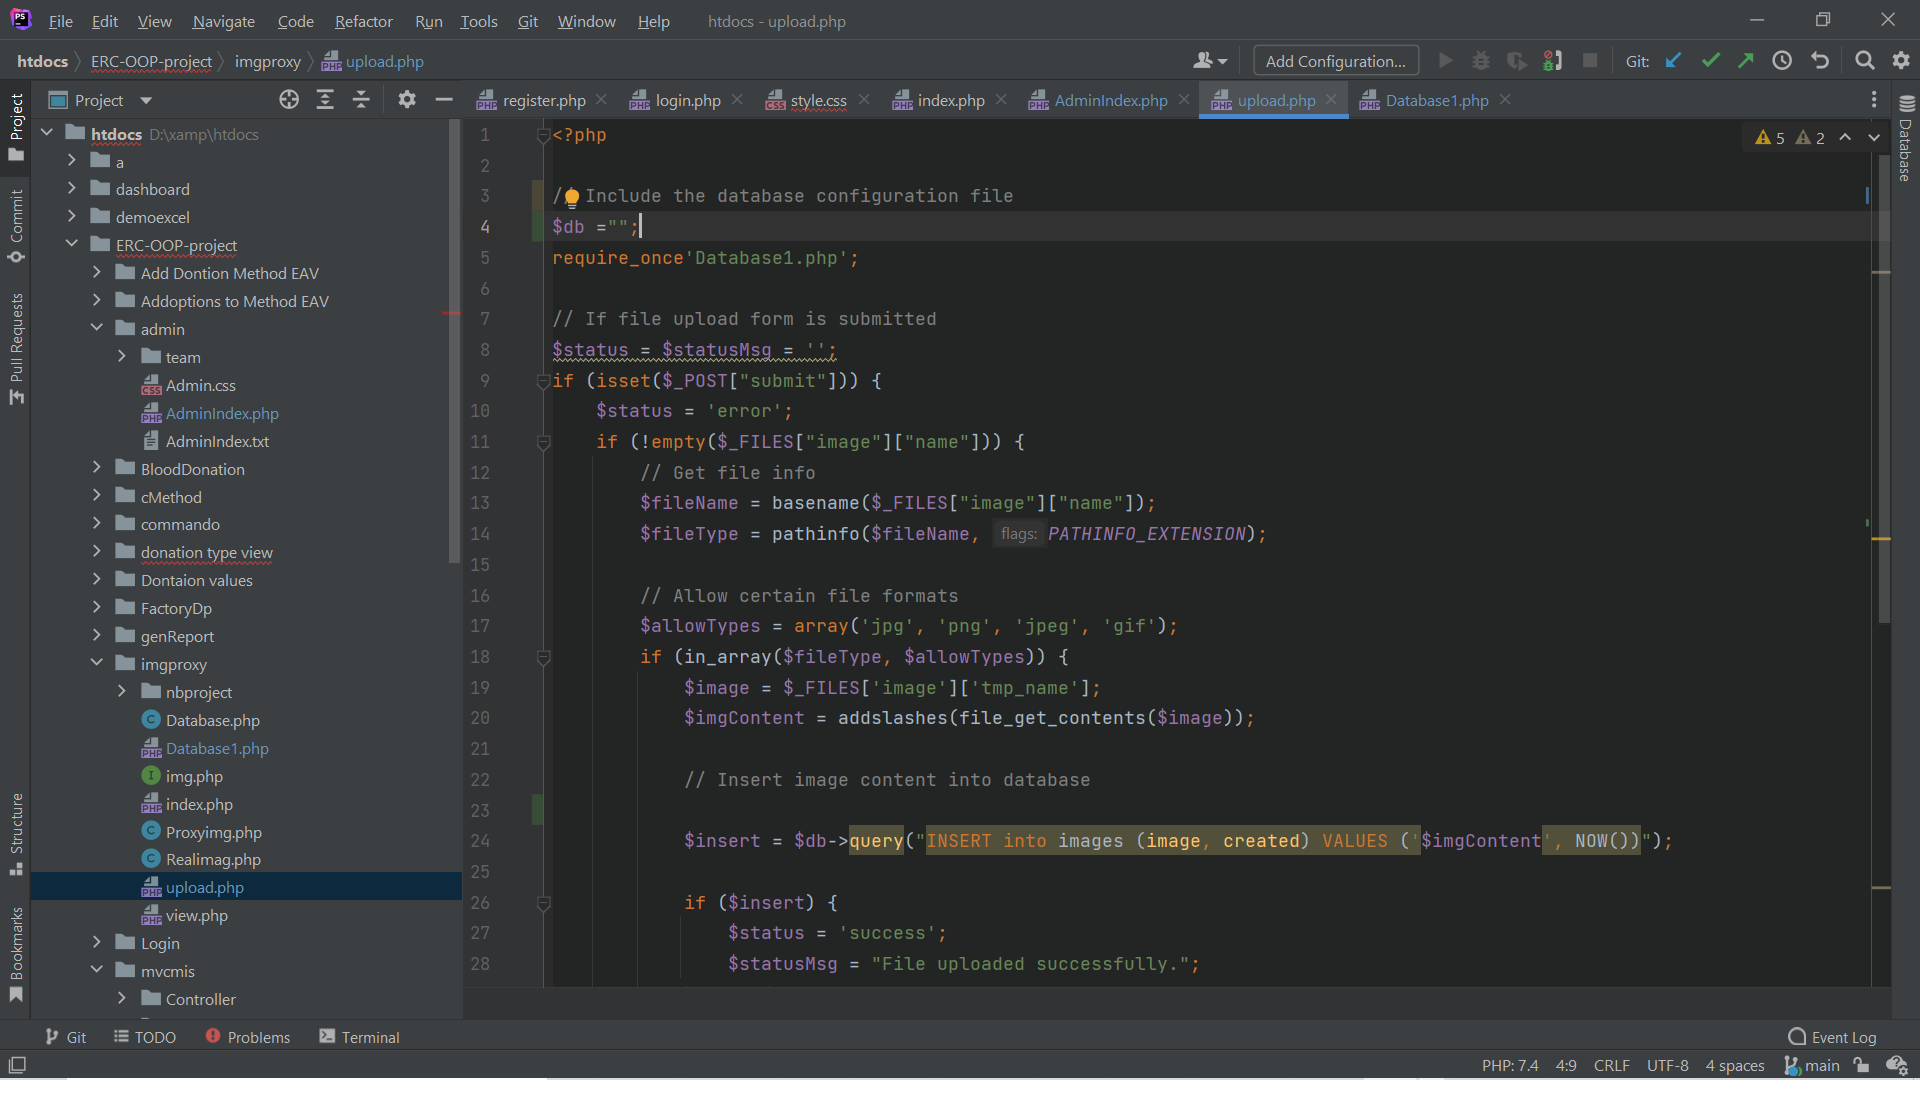 File Edit View Navigate Code Refactor Run Tools Git Window Help htdocs - upload.php
htdocs ERC-OOP-project imgproxy upload.php Add Configuration... Git:
Project register.php login.php style.css index.php AdminIndex.php upload.php Database1.php
Project
Commit
Pull Requests
Structure
Bookmarks
htdocs D:\xamp\htdocs
a
dashboard
demoexcel
ERC-OOP-project
Add Dontion Method EAV
Addoptions to Method EAV
admin
team
Admin.css
AdminIndex.php
AdminIndex.txt
BloodDonation
cMethod
commando
donation type view
Dontaion values
FactoryDp
genReport
imgproxy
nbproject
Database.php
Database1.php
img.php
index.php
Proxyimg.php
Realimag.php
upload.php
view.php
Login
mvcmis
Controller
1 <?php
2
3 // Include the database configuration file
4 $db ="";
5 require_once'Database1.php';
6
7 // If file upload form is submitted
8 $status = $statusMsg = '';
9 if (isset($_POST["submit"])) {
10 $status = 'error';
11 if (!empty($_FILES["image"]["name"])) {
12 // Get file info
13 $fileName = basename($_FILES["image"]["name"]);
14 $fileType = pathinfo($fileName, flags: PATHINFO_EXTENSION);
15
16 // Allow certain file formats
17 $allowTypes = array('jpg', 'png', 'jpeg', 'gif');
18 if (in_array($fileType, $allowTypes)) {
19 $image = $_FILES['image']['tmp_name'];
20 $imgContent = addslashes(file_get_contents($image));
21
22 // Insert image content into database
23
24 $insert = $db->query("INSERT into images (image, created) VALUES ('$imgContent', NOW())");
25
26 if ($insert) {
27 $status = 'success';
28 $statusMsg = "File uploaded successfully.";
5 2
Database
Git TODO Problems Terminal Event Log
PHP: 7.4 4:9 CRLF UTF-8 4 spaces main